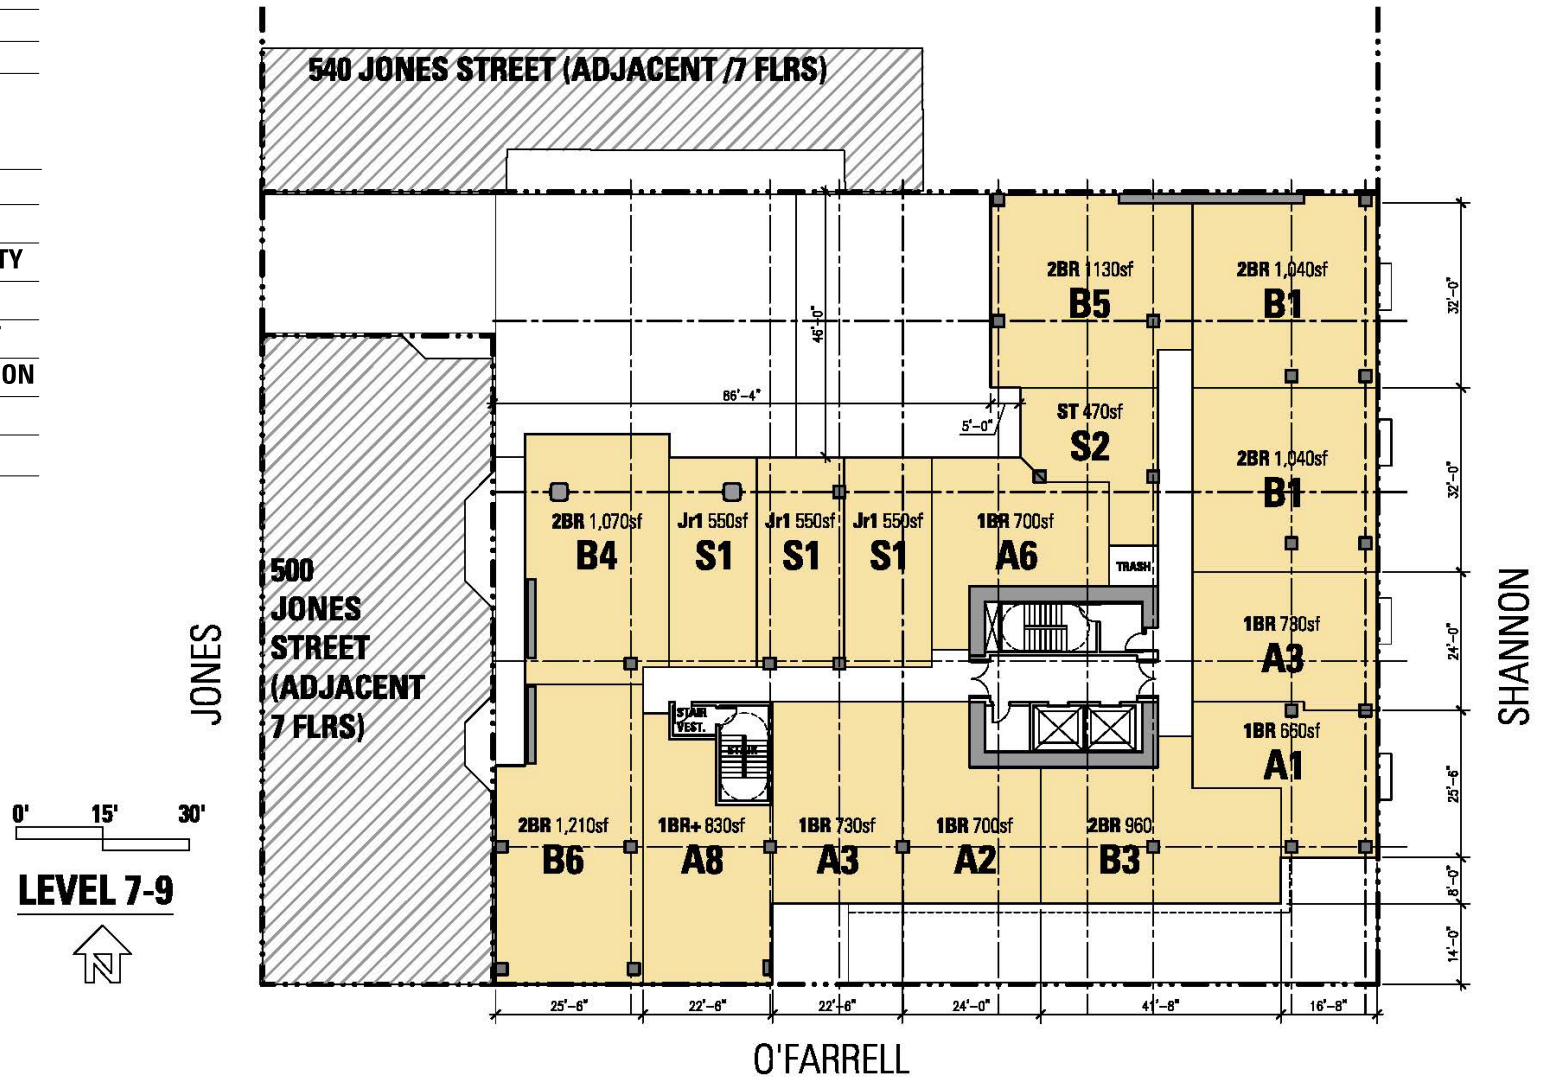 540 JONES STREET (ADJACENT /7 FLRS)
TY
ON
2BR 1130sf
B5
2BR 1,040sf
B1
32'-0"
46'-0"
86'-4"
5'-0"
ST 470sf
S2
2BR 1,040sf
B1
32'-0"
2BR 1,070sf
B4
Jr1 550sf
S1
Jr1 550sf
S1
Jr1 550sf
S1
1BR 700sf
A6
TRASH
500
JONES
STREET
(ADJACENT
7 FLRS)
JONES
SHANNON
1BR 730sf
A3
24'-0"
STAIR
VEST.
STAIR
1BR 660sf
A1
25'-6"
0' 15' 30'
LEVEL 7-9
N
2BR 1,210sf
B6
1BR+ 830sf
A8
1BR 730sf
A3
1BR 700sf
A2
2BR 960
B3
8'-0"
14'-0"
25'-6"
22'-6"
22'-6"
24'-0"
41'-8"
16'-8"
O'FARRELL